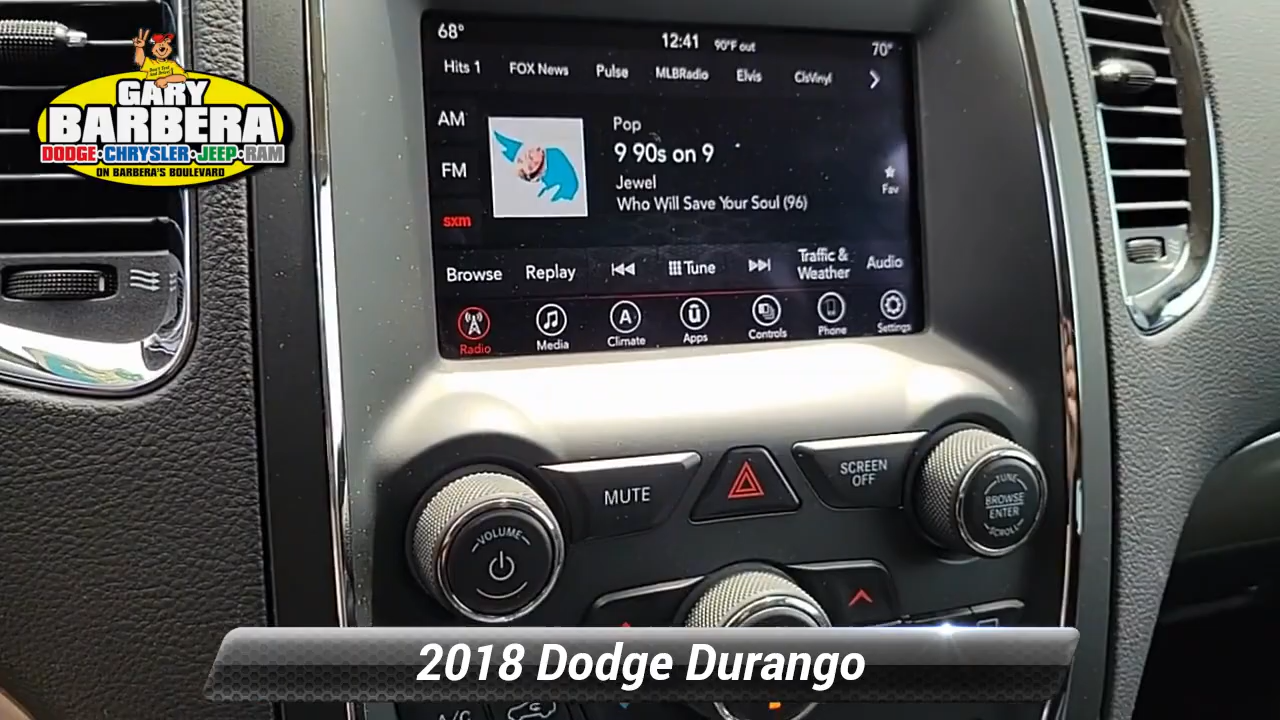 68°
12:41
90°F out
70°
Hits 1
FOX News
Pulse
MLBRadio
Elvis
ClsVinyl
AM
FM
sxm
Pop
9 90s on 9
Jewel
Who Will Save Your Soul (96)
Fav
Browse
Replay
Tune
Traffic &
Weather
Audio
Radio
Media
A
Climate
Apps
Controls
Phone
Settings
GARY
BARBERA
DODGE•CHRYSLER•JEEP•RAM
ON BARBERA'S BOULEVARD
VOLUME
MUTE
SCREEN
OFF
TUNE
BROWSE
ENTER
SCROLL
2018 Dodge Durango
A/C